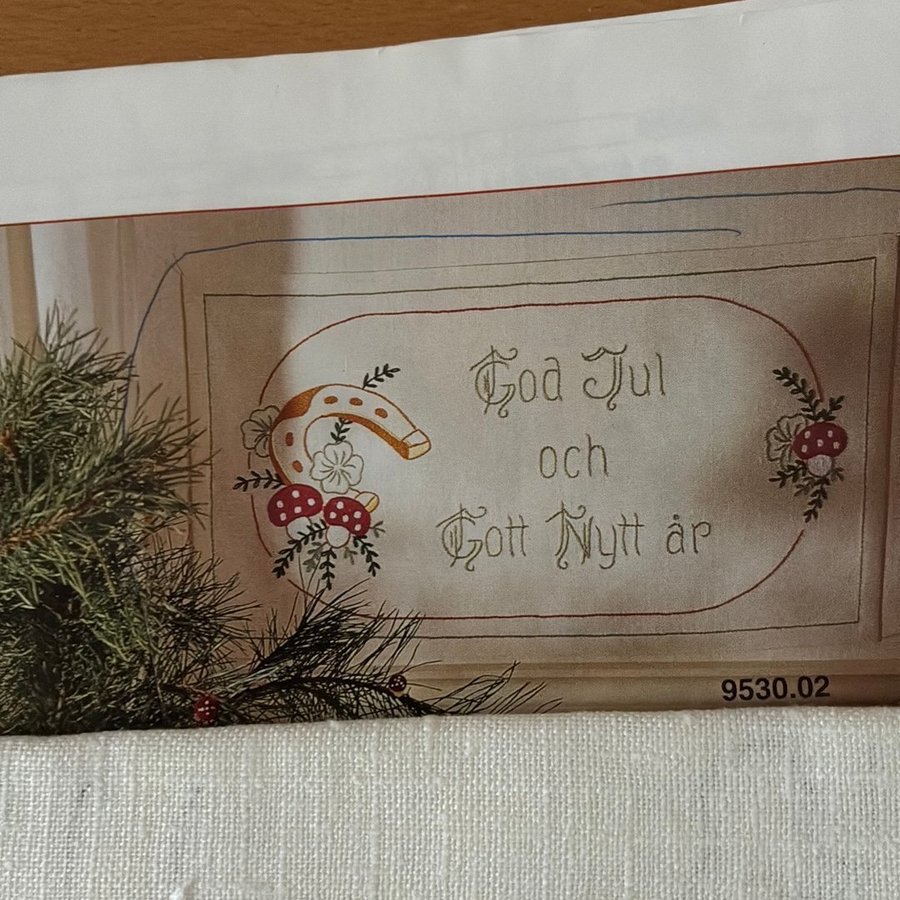 God Jul
och
Gott Nytt år
9530.02